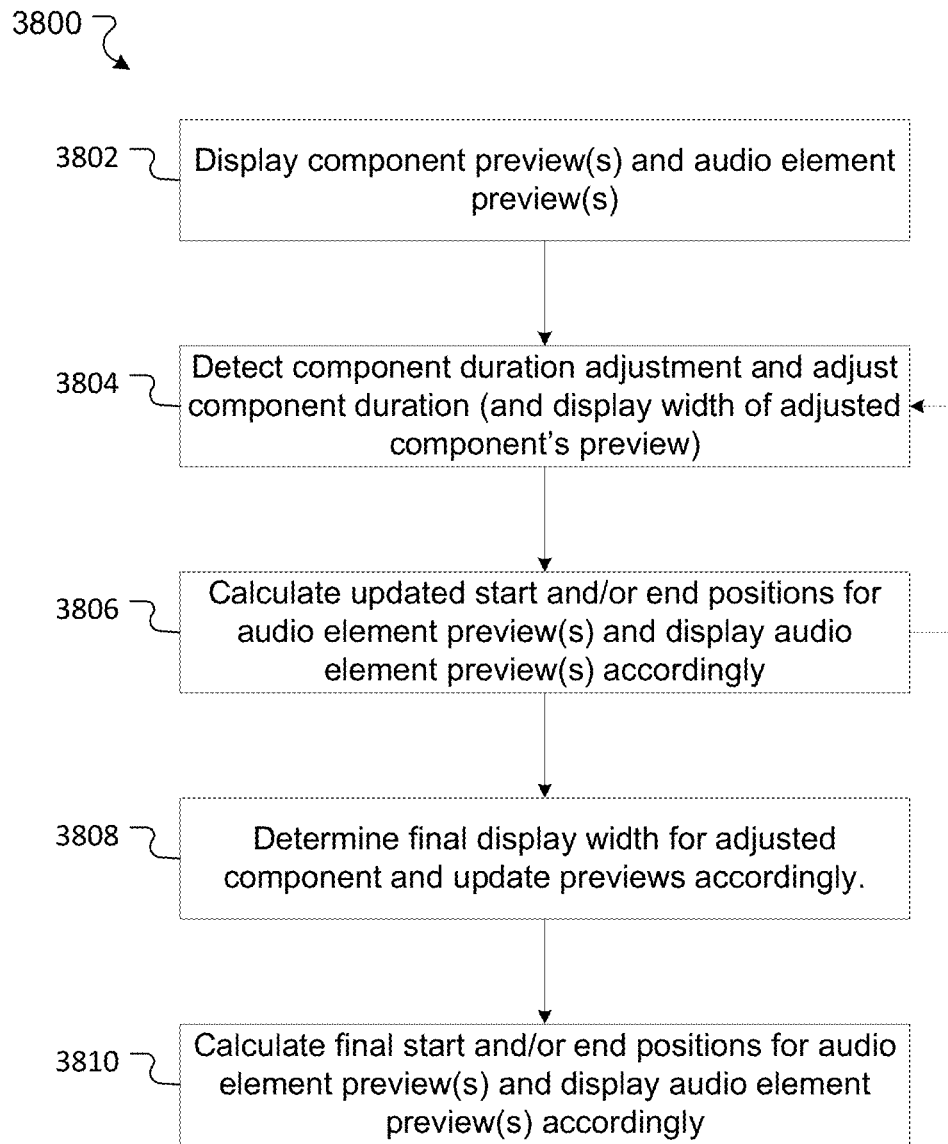 3800
3802
Display component preview(s) and audio element
preview(s)
3804
Detect component duration adjustment and adjust
component duration (and display width of adjusted
component's preview)
3806
Calculate updated start and/or end positions for
audio element preview(s) and display audio
element preview(s) accordingly
3808
Determine final display width for adjusted
component and update previews accordingly.
3810
Calculate final start and/or end positions for audio
element preview(s) and display audio element
preview(s) accordingly